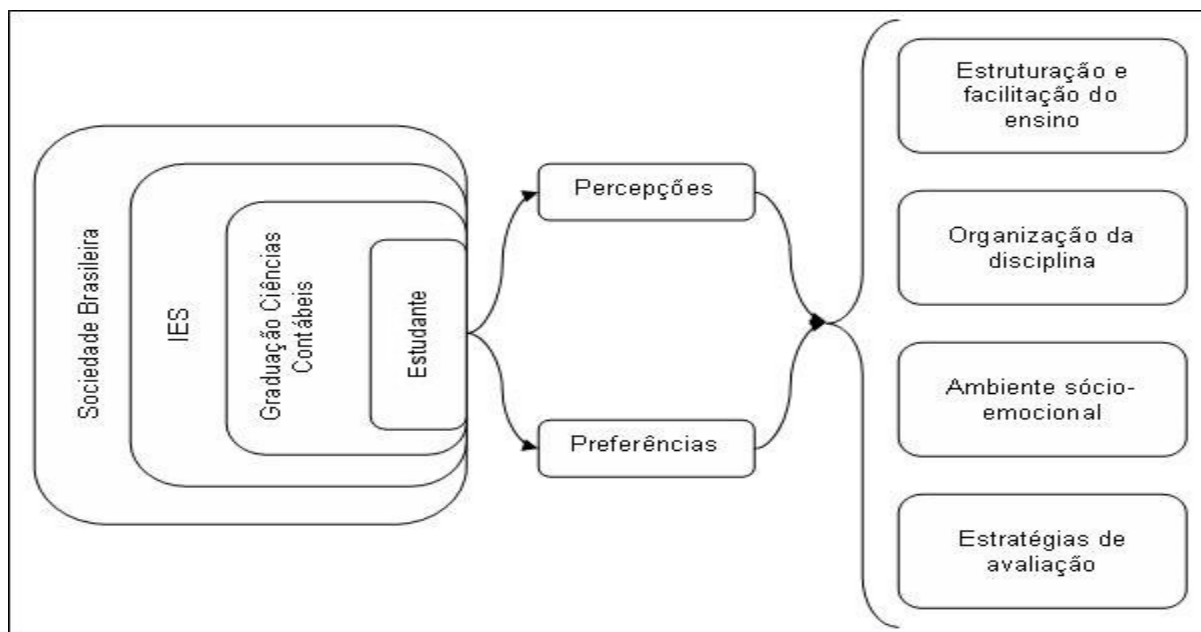 Sociedade Brasileira
IES
Graduação Ciências
Contábeis
Estudante
Percepções
Preferências
Estruturação e
facilitação do
ensino
Organização da
disciplina
Ambiente sócio-
emocional
Estratégias de
avaliação